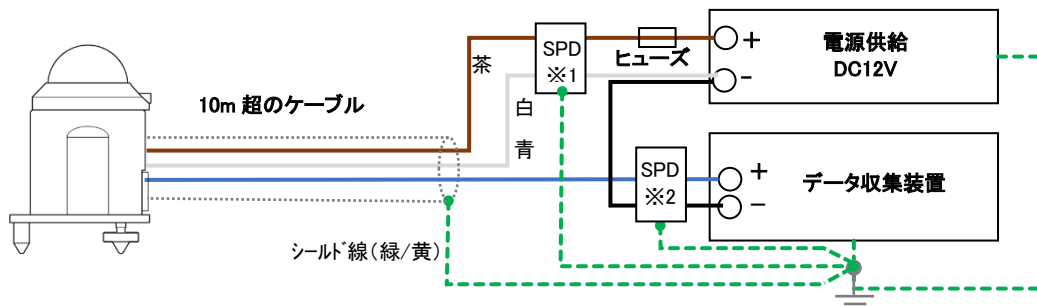 10m 超のケーブル
シールド線(緑/黄)
茶
白
青
SPD
※1
ヒューズ
+
-
電源供給
DC12V
SPD
※2
+
-
データ収集装置